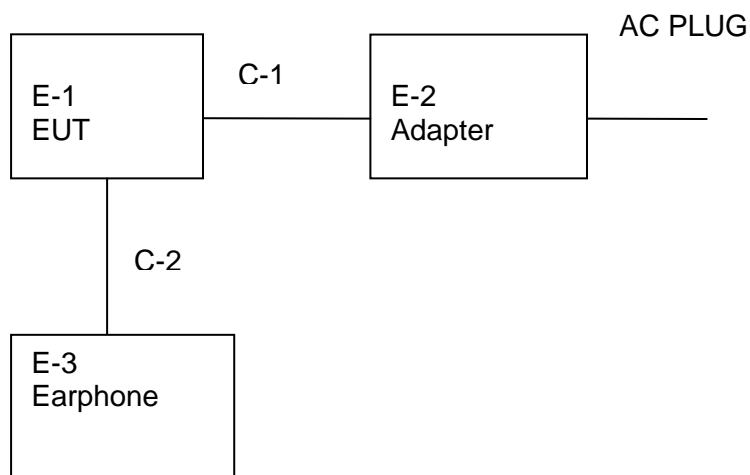 AC PLUG
C-1
E-1
EUT
E-2
Adapter
C-2
E-3
Earphone